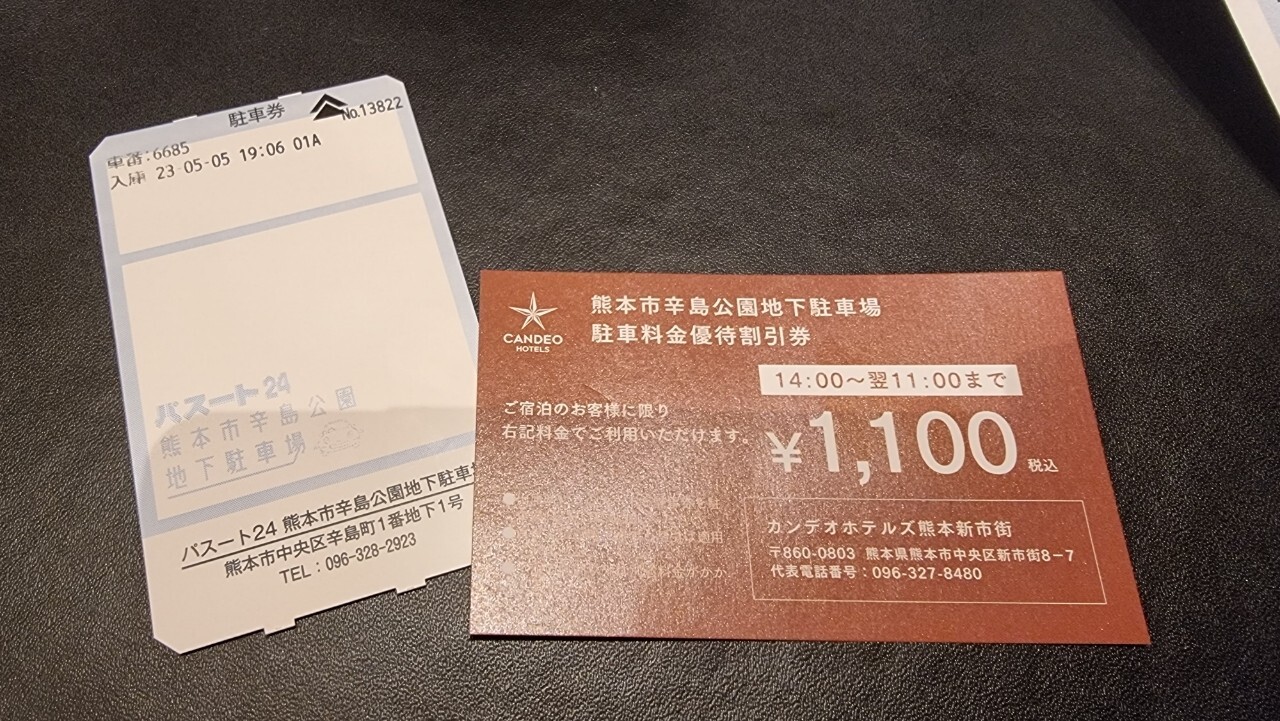 駐車券
No.13822
車番:6685
入庫 23-05-05 19:06 01A
パスート24
熊本市辛島公園
地下駐車場
パスート24 熊本市辛島公園地下駐車
熊本市中央区辛島町1番地下1号
TEL:096-328-2923
CANDEO
HOTELS
熊本市辛島公園地下駐車場
駐車料金優待割引券
14:00～翌11:00まで
ご宿泊のお客様に限り
右記料金でご利用いただけます。
¥1,100 税込
カンデオホテルズ熊本新市街
〒860-0803 熊本県熊本市中央区新市街8-7
代表電話番号:096-327-8480